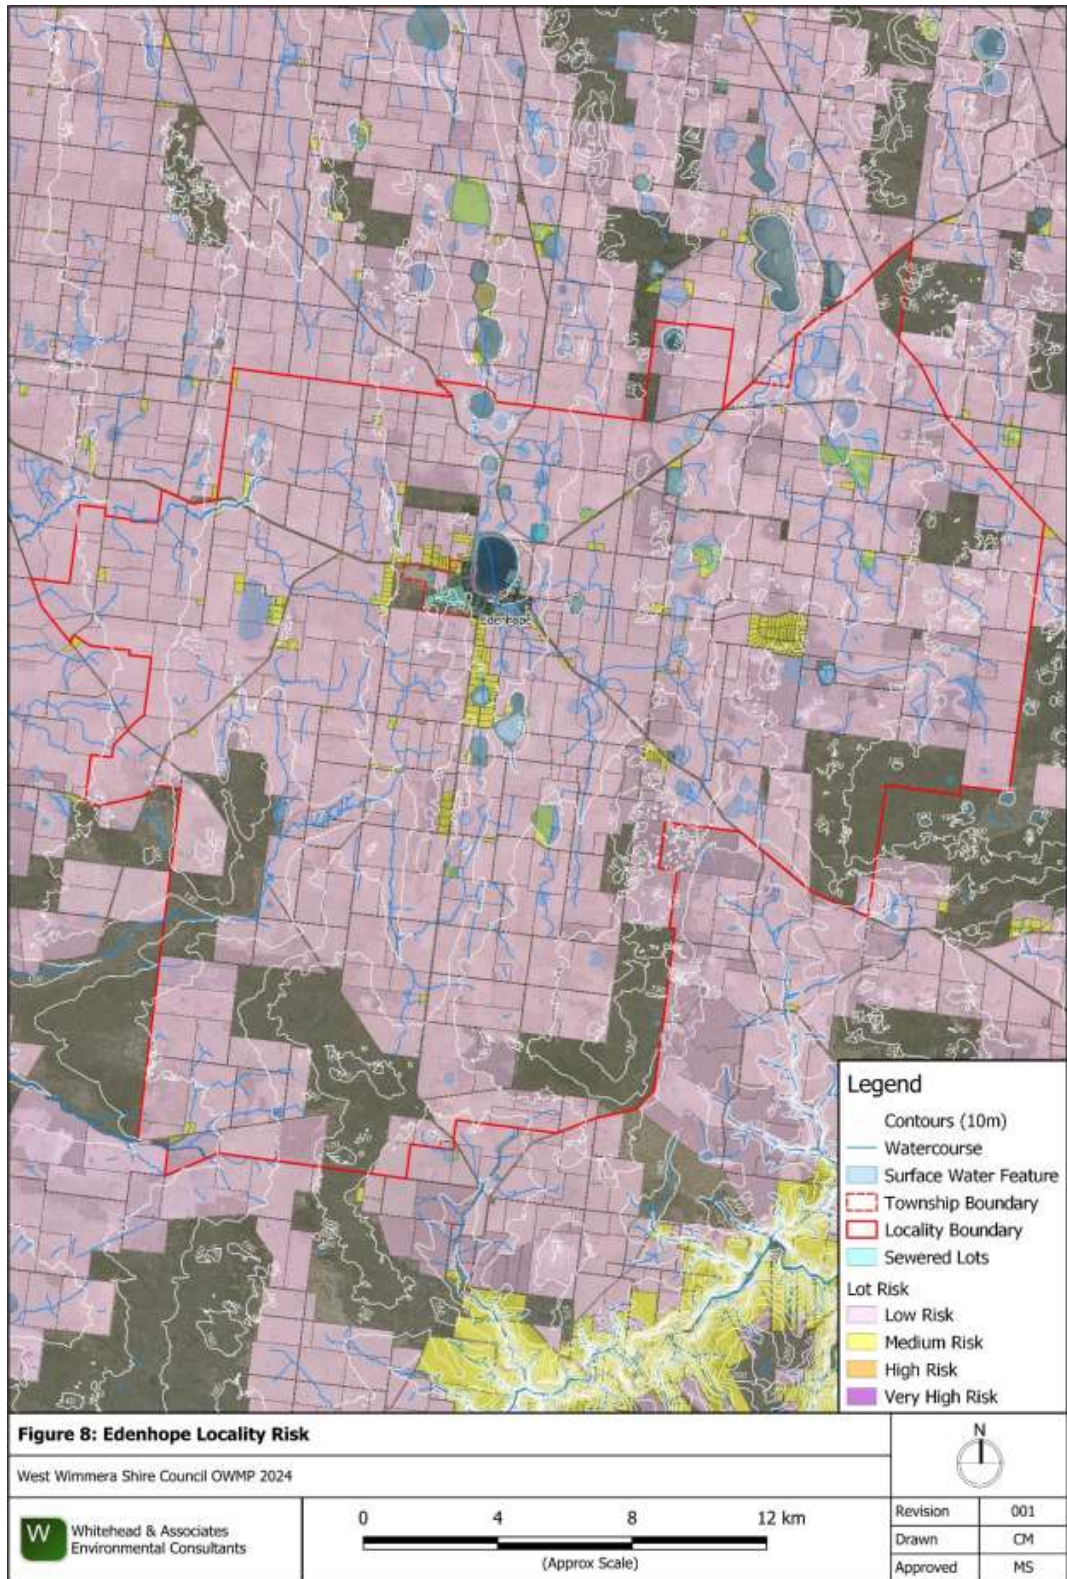 Edenhope
Legend
Contours (10m)
Watercourse
Surface Water Feature
Township Boundary
Locality Boundary
Sewered Lots
Lot Risk
Low Risk
Medium Risk
High Risk
Very High Risk
Figure 8: Edenhope Locality Risk
West Wimmera Shire Council OWMP 2024
N
W
Whitehead & Associates
Environmental Consultants
0 4 8 12 km
(Approx Scale)
Revision 001
Drawn CM
Approved MS